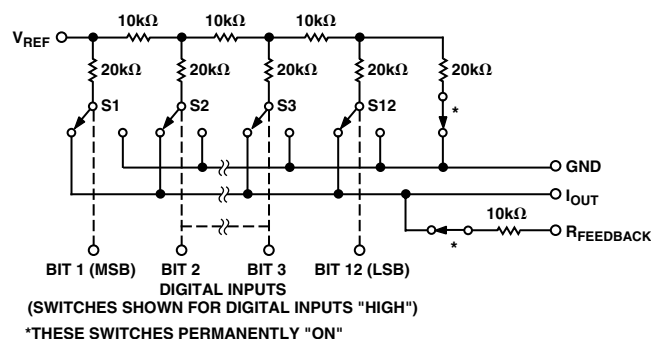 10kΩ 10kΩ 10kΩ
VREF
20kΩ 20kΩ 20kΩ 20kΩ 20kΩ
S1 S2 S3 S12 *
GND
IOUT
10kΩ
* RFEEDBACK
BIT 1 (MSB) BIT 2 BIT 3 BIT 12 (LSB)
DIGITAL INPUTS
(SWITCHES SHOWN FOR DIGITAL INPUTS "HIGH")
*THESE SWITCHES PERMANENTLY "ON"